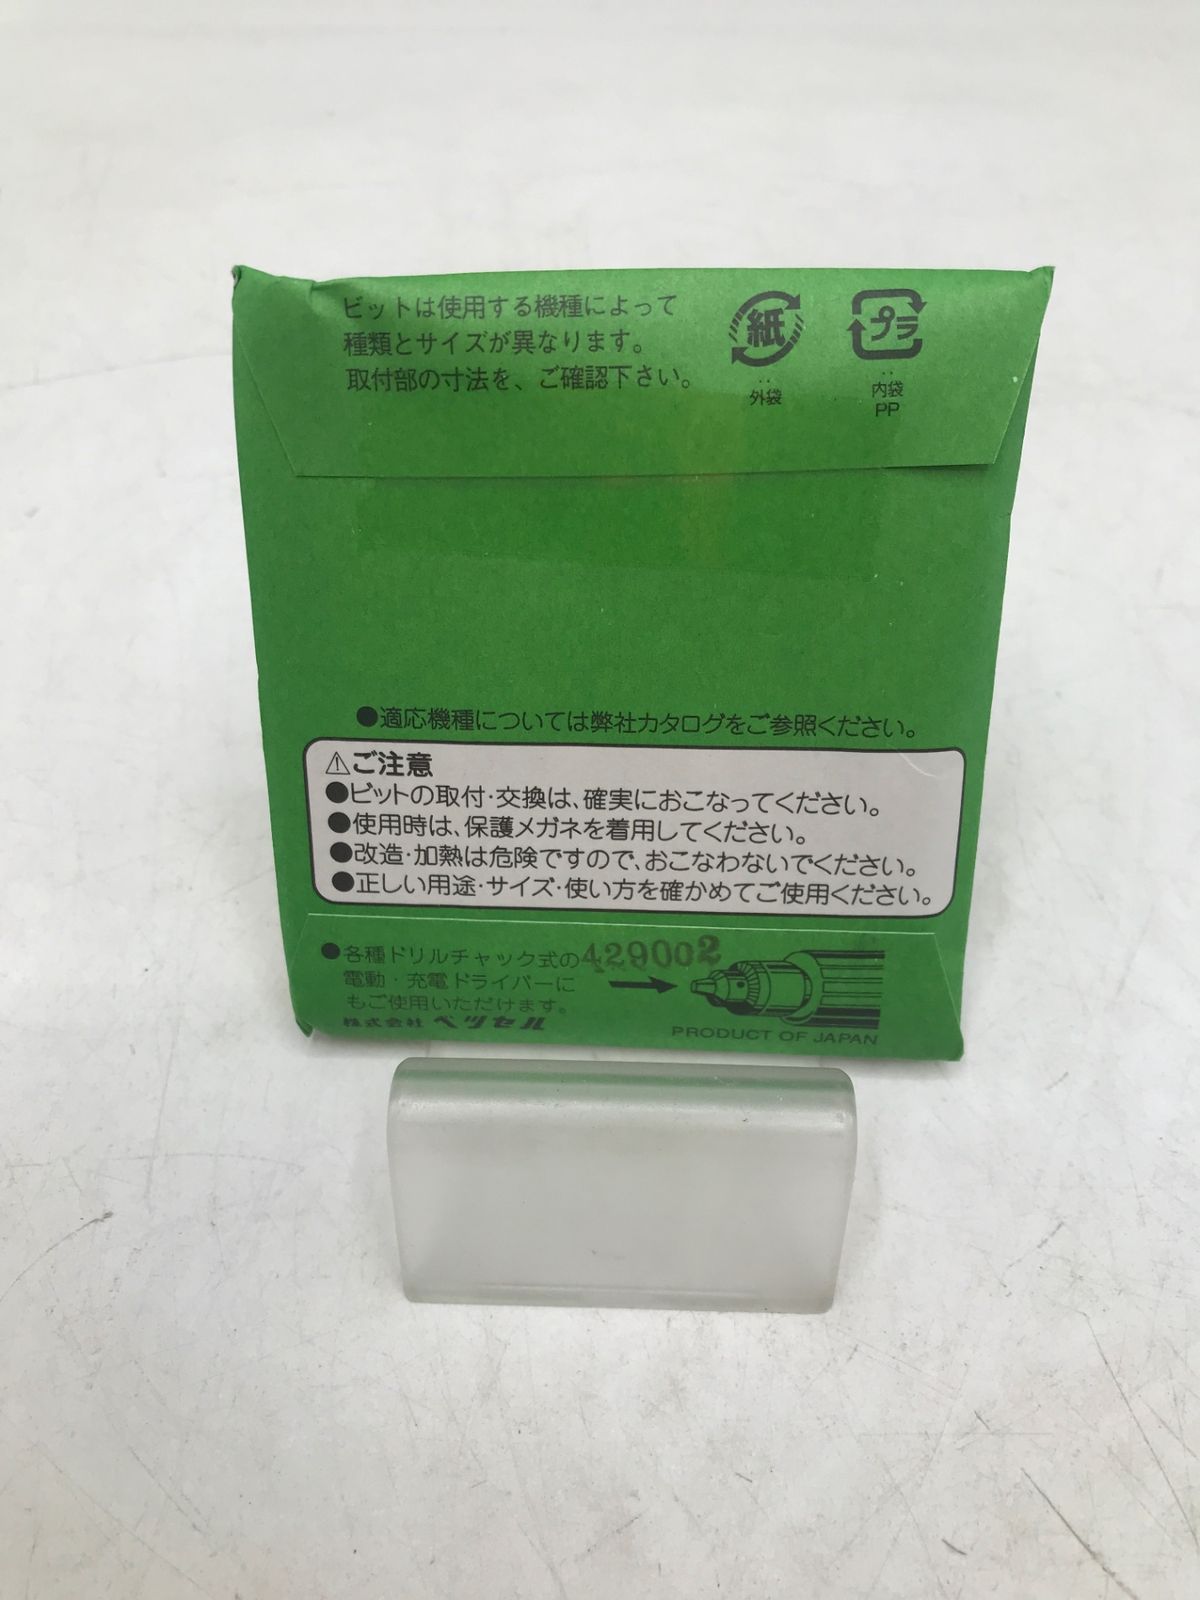 ビットは使用する機種によって
種類とサイズが異なります。
取付部の寸法を、ご確認下さい。
紙
外袋
プラ
内袋
PP
●適応機種については弊社カタログをご参照ください。
⚠ご注意
●ビットの取付·交換は、確実におこなってください。
●使用時は、保護メガネを着用してください。
●改造·加熱は危険ですので、おこなわないでください。
●正しい用途·サイズ·使い方を確かめてご使用ください。
●各種ドリルチャック式の
電動・充電ドライバーに
もご使用いただけます。
429002
株式会社 ベッセル
PRODUCT OF JAPAN